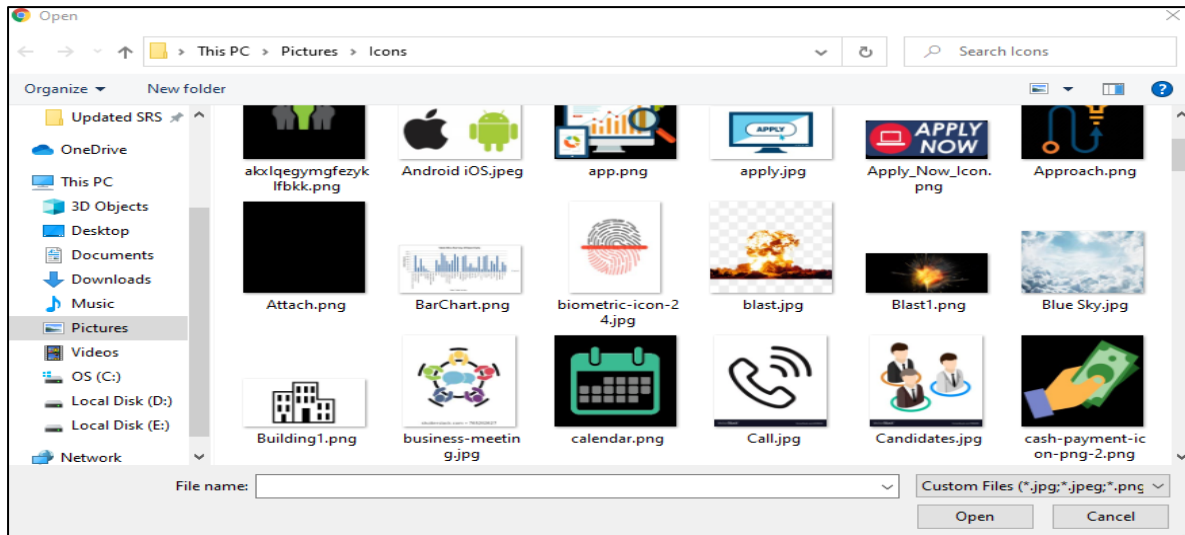 Open
This PC > Pictures > Icons
Search Icons
Organize
New folder
Updated SRS
OneDrive
This PC
3D Objects
Desktop
Documents
Downloads
Music
Pictures
Videos
OS (C:)
Local Disk (D:)
Local Disk (E:)
Network
APPLY
APPLY
NOW
akxlqegymgfezyk
lfbkk.png
Android iOS.jpeg
app.png
apply.jpg
Apply_Now_Icon.
png
Approach.png
Attach.png
BarChart.png
biometric-icon-2
4.jpg
blast.jpg
Blast1.png
Blue Sky.jpg
Building1.png
business-meetin
g.jpg
calendar.png
Call.jpg
Candidates.jpg
cash-payment-ic
on-png-2.png
File name:
Custom Files (*.jpg;*.jpeg;*.png
Open
Cancel